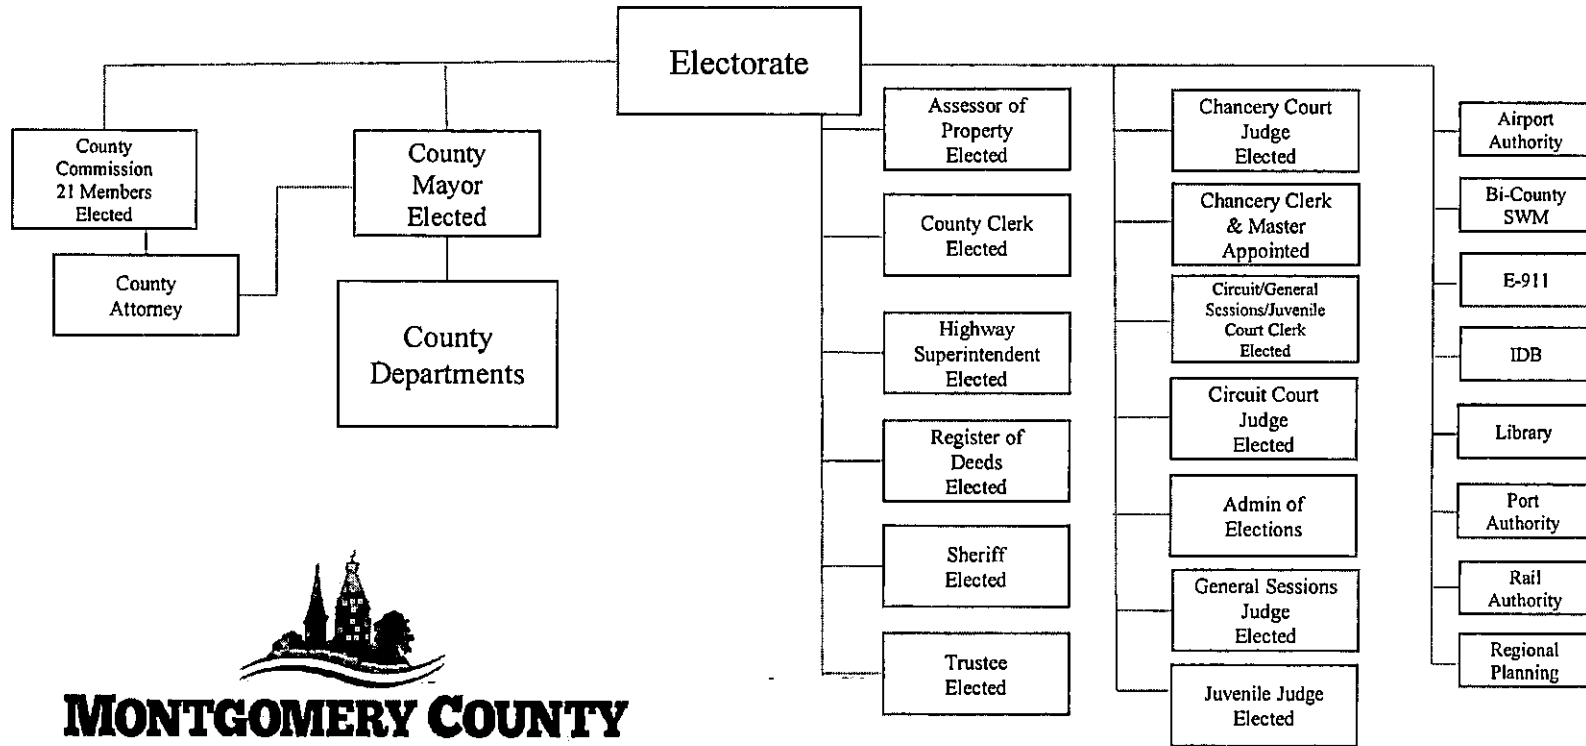 Electorate
County
Commission
21 Members
Elected
County
Mayor
Elected
County
Attorney
County
Departments
Assessor of
Property
Elected
County Clerk
Elected
Highway
Superintendent
Elected
Register of
Deeds
Elected
Sheriff
Elected
Trustee
Elected
Chancery Court
Judge
Elected
Chancery Clerk
& Master
Appointed
Circuit/General
Sessions/Juvenile
Court Clerk
Elected
Circuit Court
Judge
Elected
Admin of
Elections
General Sessions
Judge
Elected
Juvenile Judge
Elected
Airport
Authority
Bi-County
SWM
E-911
IDB
Library
Port
Authority
Rail
Authority
Regional
Planning
MONTGOMERY COUNTY